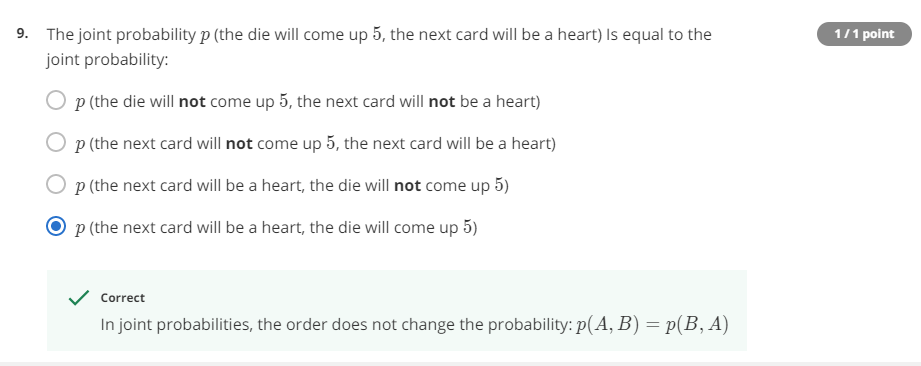 9. The joint probability p (the die will come up 5, the next card will be a heart) Is equal to the
joint probability:
1 / 1 point
p (the die will not come up 5, the next card will not be a heart)
p (the next card will not come up 5, the next card will be a heart)
p (the next card will be a heart, the die will not come up 5)
p (the next card will be a heart, the die will come up 5)
Correct
In joint probabilities, the order does not change the probability: p(A, B) = p(B, A)